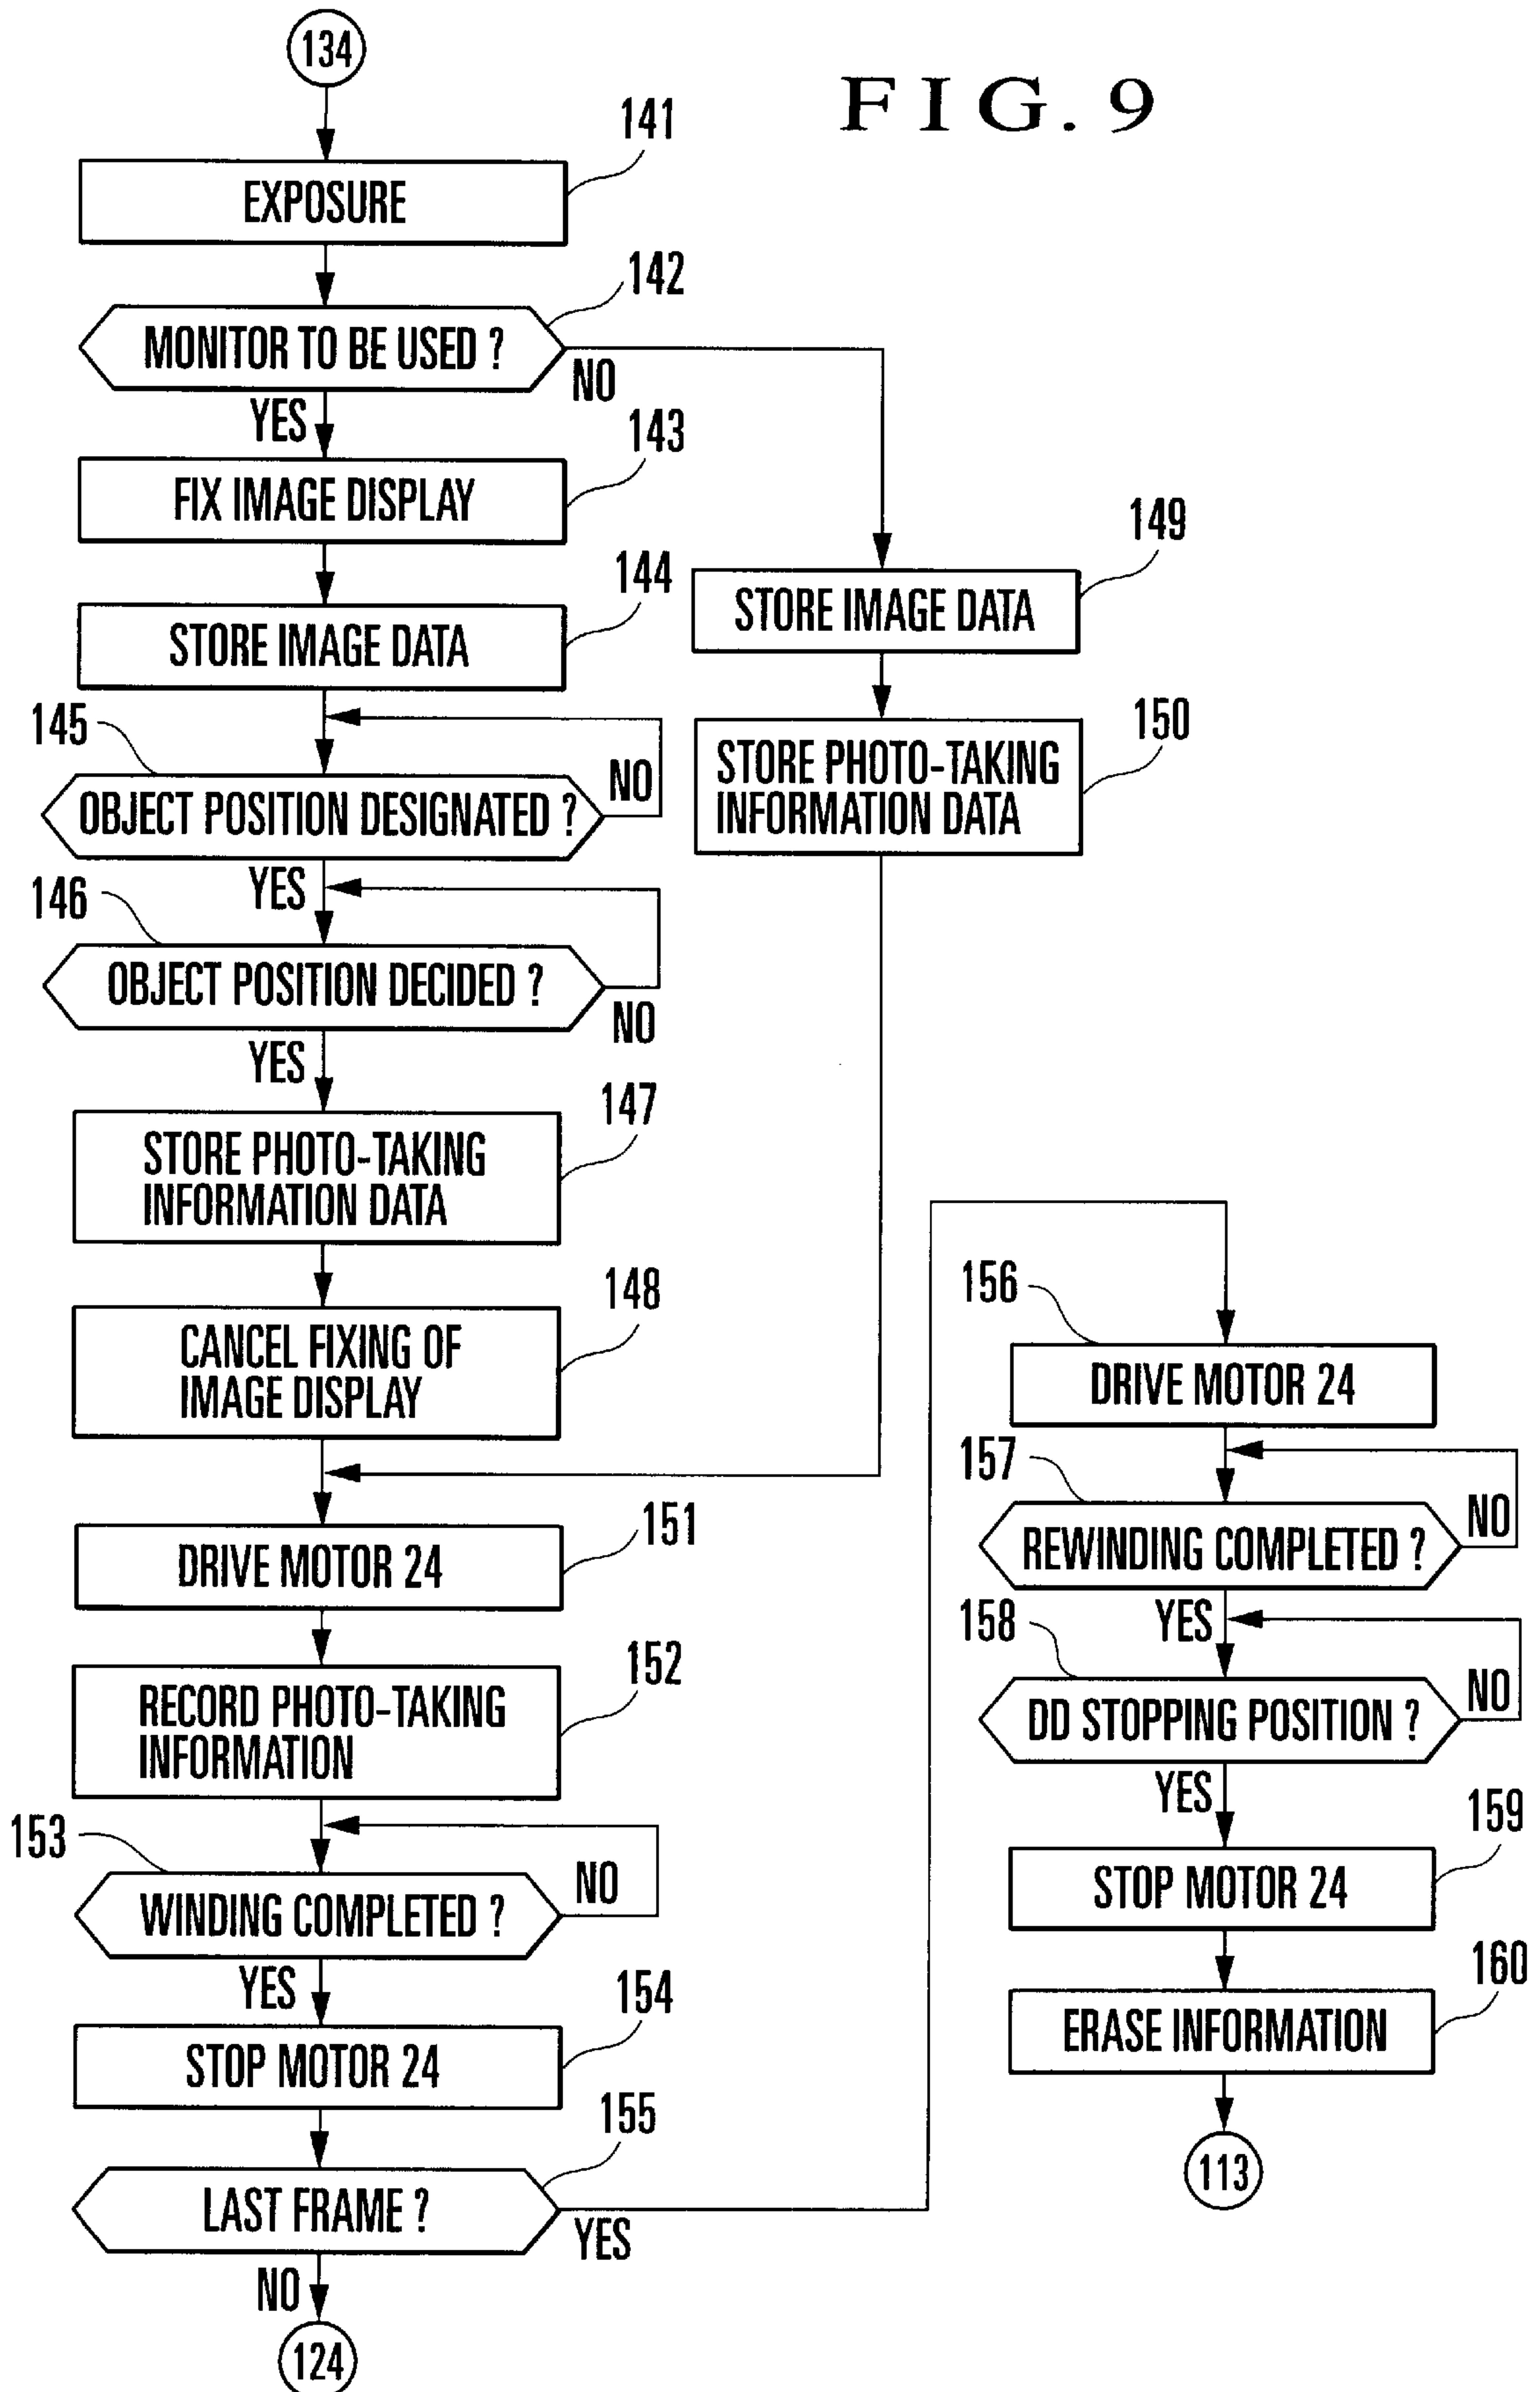 134
FIG. 9
141
EXPOSURE
142
MONITOR TO BE USED ?
NO
YES
143
FIX IMAGE DISPLAY
144
STORE IMAGE DATA
149
STORE IMAGE DATA
150
STORE PHOTO-TAKING
INFORMATION DATA
145
NO
OBJECT POSITION DESIGNATED ?
YES
146
OBJECT POSITION DECIDED ?
NO
YES
147
STORE PHOTO-TAKING
INFORMATION DATA
148
CANCEL FIXING OF
IMAGE DISPLAY
151
DRIVE MOTOR 24
152
RECORD PHOTO-TAKING
INFORMATION
153
NO
WINDING COMPLETED ?
YES
154
STOP MOTOR 24
155
LAST FRAME ?
YES
NO
124
156
DRIVE MOTOR 24
157
NO
REWINDING COMPLETED ?
YES
158
NO
DD STOPPING POSITION ?
YES
159
STOP MOTOR 24
160
ERASE INFORMATION
113